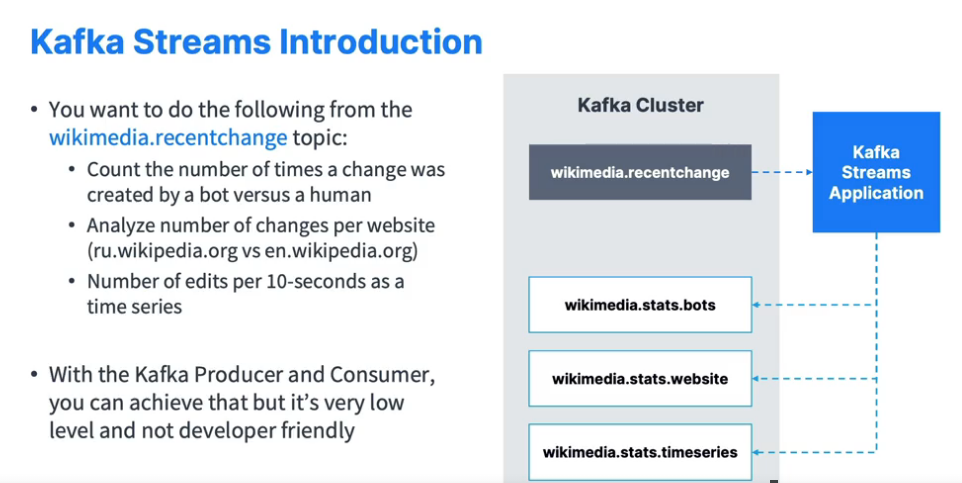 Kafka Streams Introduction
• You want to do the following from the
wikimedia.recentchange topic:
• Count the number of times a change was
created by a bot versus a human
• Analyze number of changes per website
(ru.wikipedia.org vs en.wikipedia.org)
• Number of edits per 10-seconds as a
time series
• With the Kafka Producer and Consumer,
you can achieve that but it’s very low
level and not developer friendly
Kafka Cluster
wikimedia.recentchange
Kafka
Streams
Application
wikimedia.stats.bots
wikimedia.stats.website
wikimedia.stats.timeseries